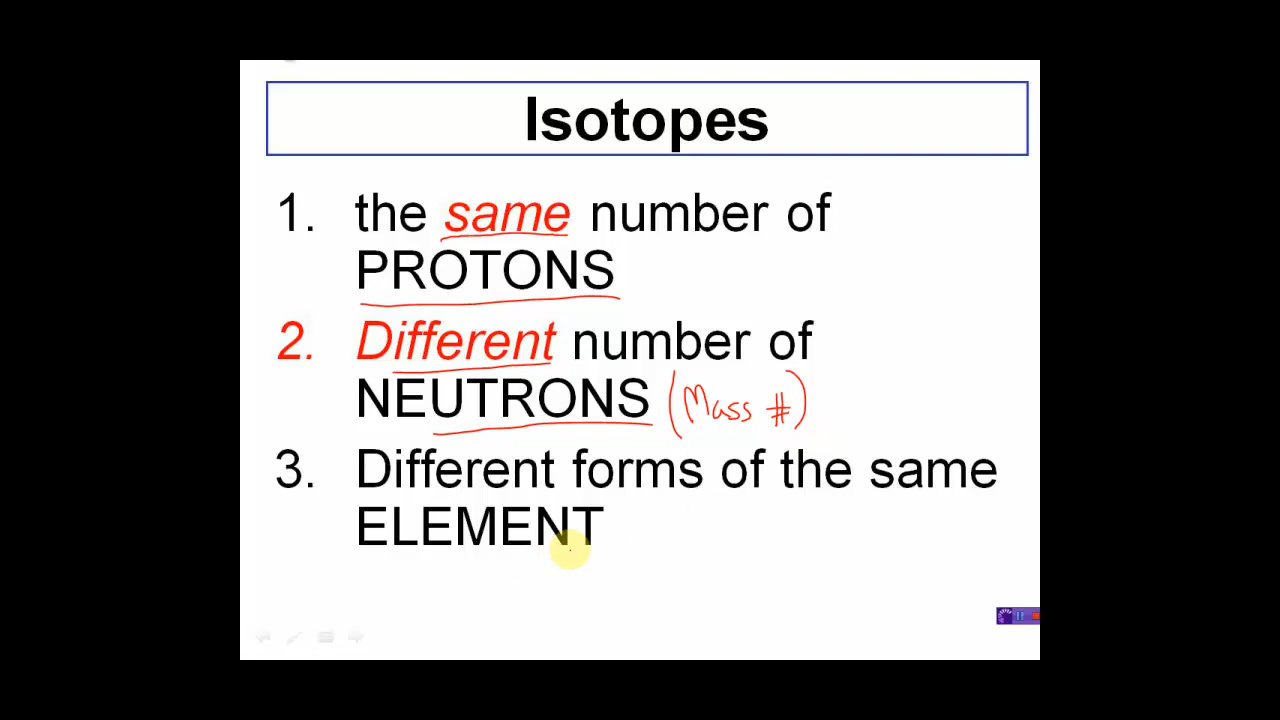 Isotopes
1. the same number of
PROTONS
2. Different number of
NEUTRONS (Mass #)
3. Different forms of the same
ELEMENT